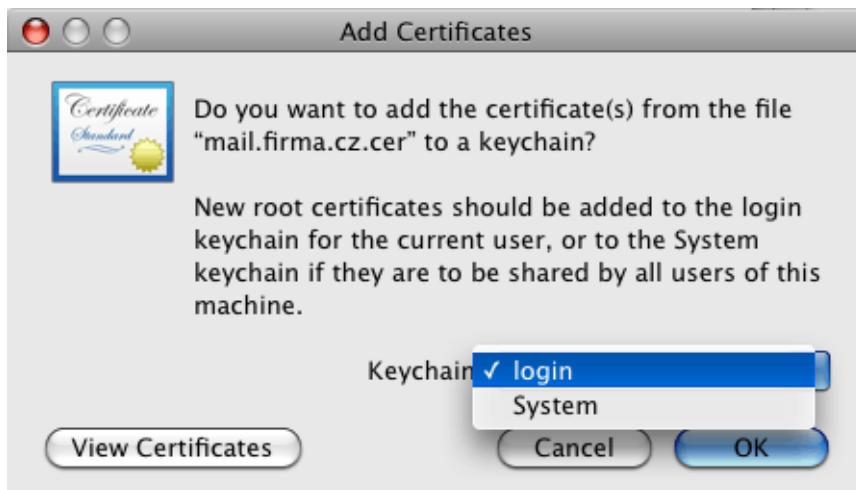 Add Certificates
Certificate
Standard
Do you want to add the certificate(s) from the file
“mail.firma.cz.cer” to a keychain?
New root certificates should be added to the login
keychain for the current user, or to the System
keychain if they are to be shared by all users of this
machine.
Keychain ✓ login
System
View Certificates Cancel OK